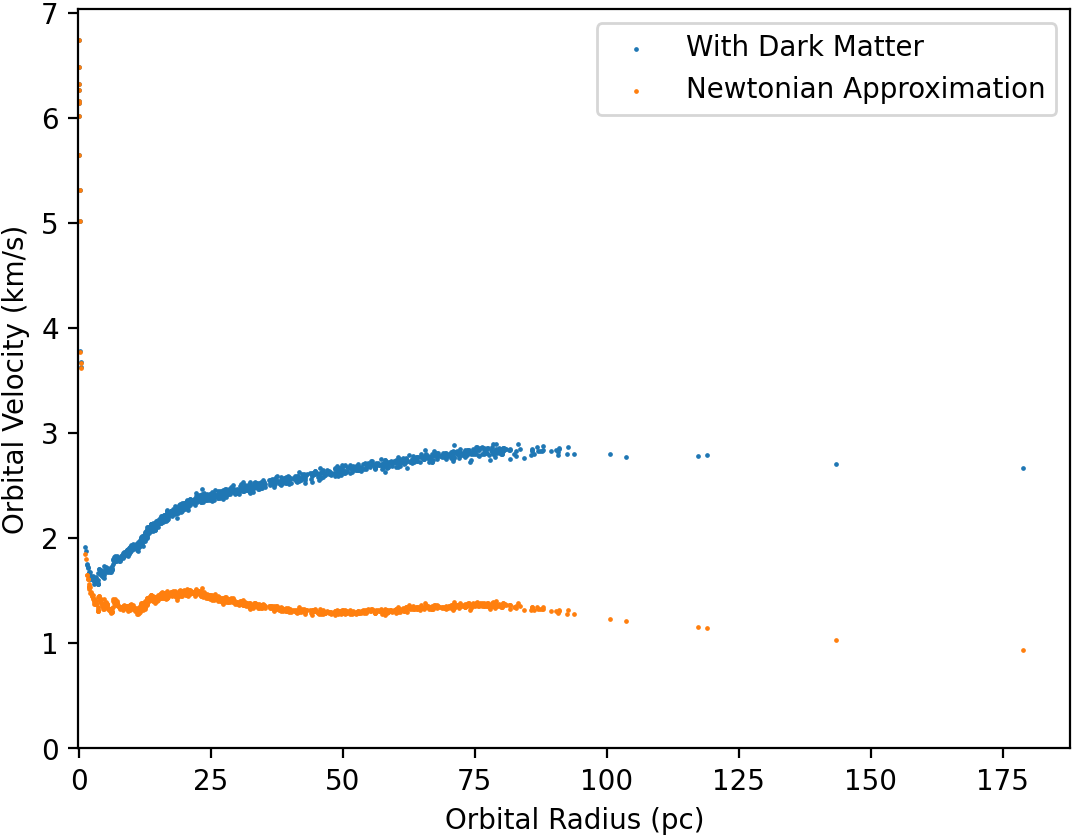 7
6
5
4
3
2
1
0
Orbital Velocity (km/s)
With Dark Matter
Newtonian Approximation
0 25 50 75 100 125 150 175
Orbital Radius (pc)